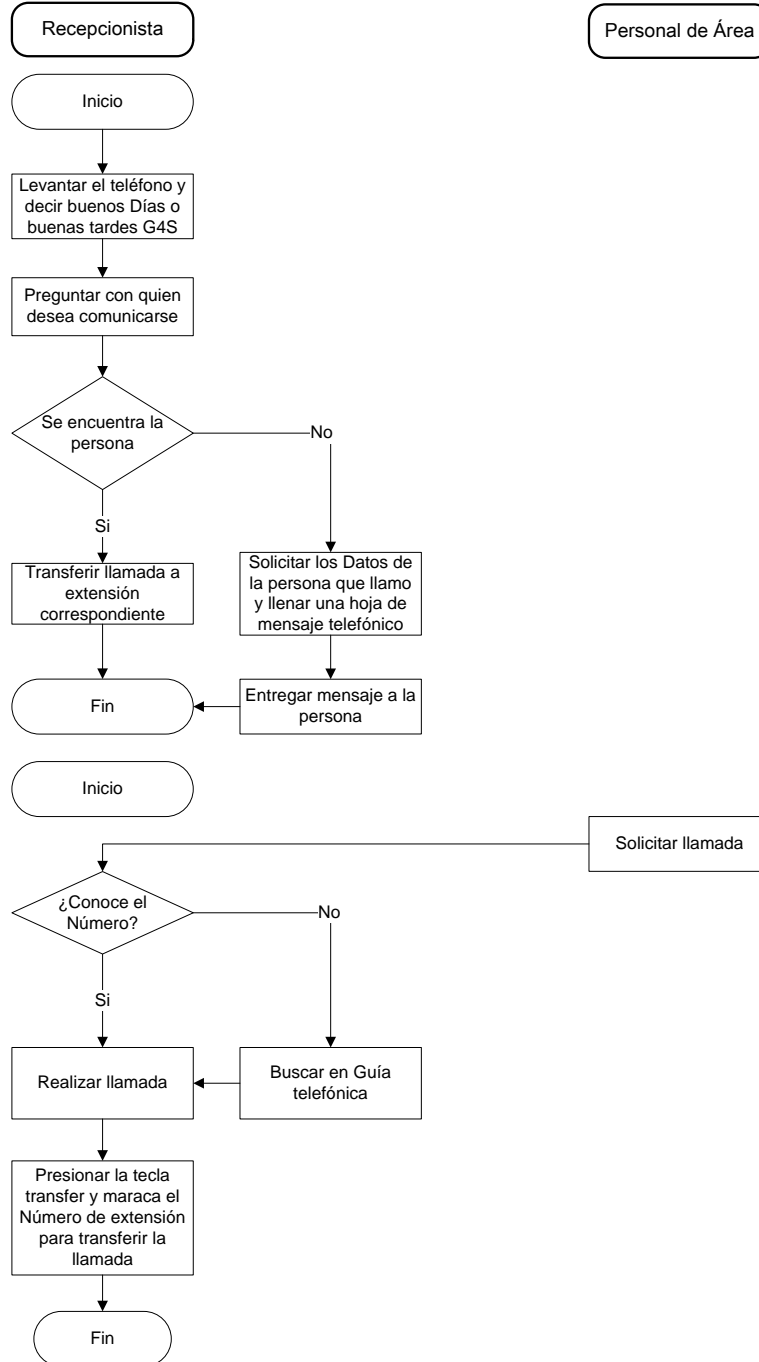 Recepcionista
Personal de Área
Inicio
Levantar el teléfono y
decir buenos Días o
buenas tardes G4S
Preguntar con quien
desea comunicarse
Se encuentra la
persona
No
Si
Transferir llamada a
extensión
correspondiente
Solicitar los Datos de
la persona que llamo
y llenar una hoja de
mensaje telefónico
Fin
Entregar mensaje a la
persona
Inicio
Solicitar llamada
¿Conoce el
Número?
No
Si
Realizar llamada
Buscar en Guía
telefónica
Presionar la tecla
transfer y maraca el
Número de extensión
para transferir la
llamada
Fin